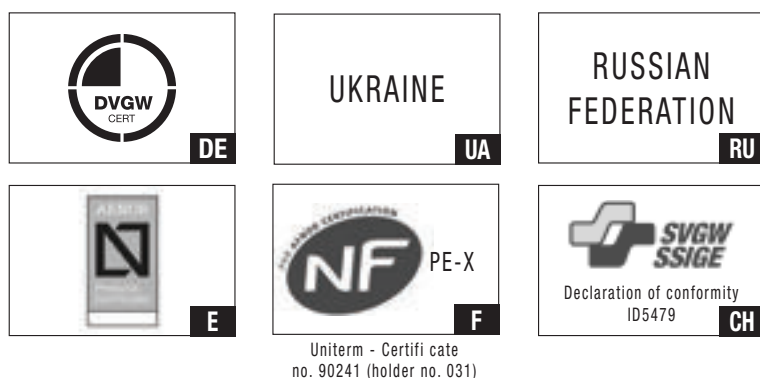 DVGW
CERT
DE
UKRAINE
UA
RUSSIAN
FEDERATION
RU
AENOR
E
NF
PE-X
F
Uniterm - Certifi cate
no. 90241 (holder no. 031)
SVGW
SSIGE
Declaration of conformity
ID5479
CH